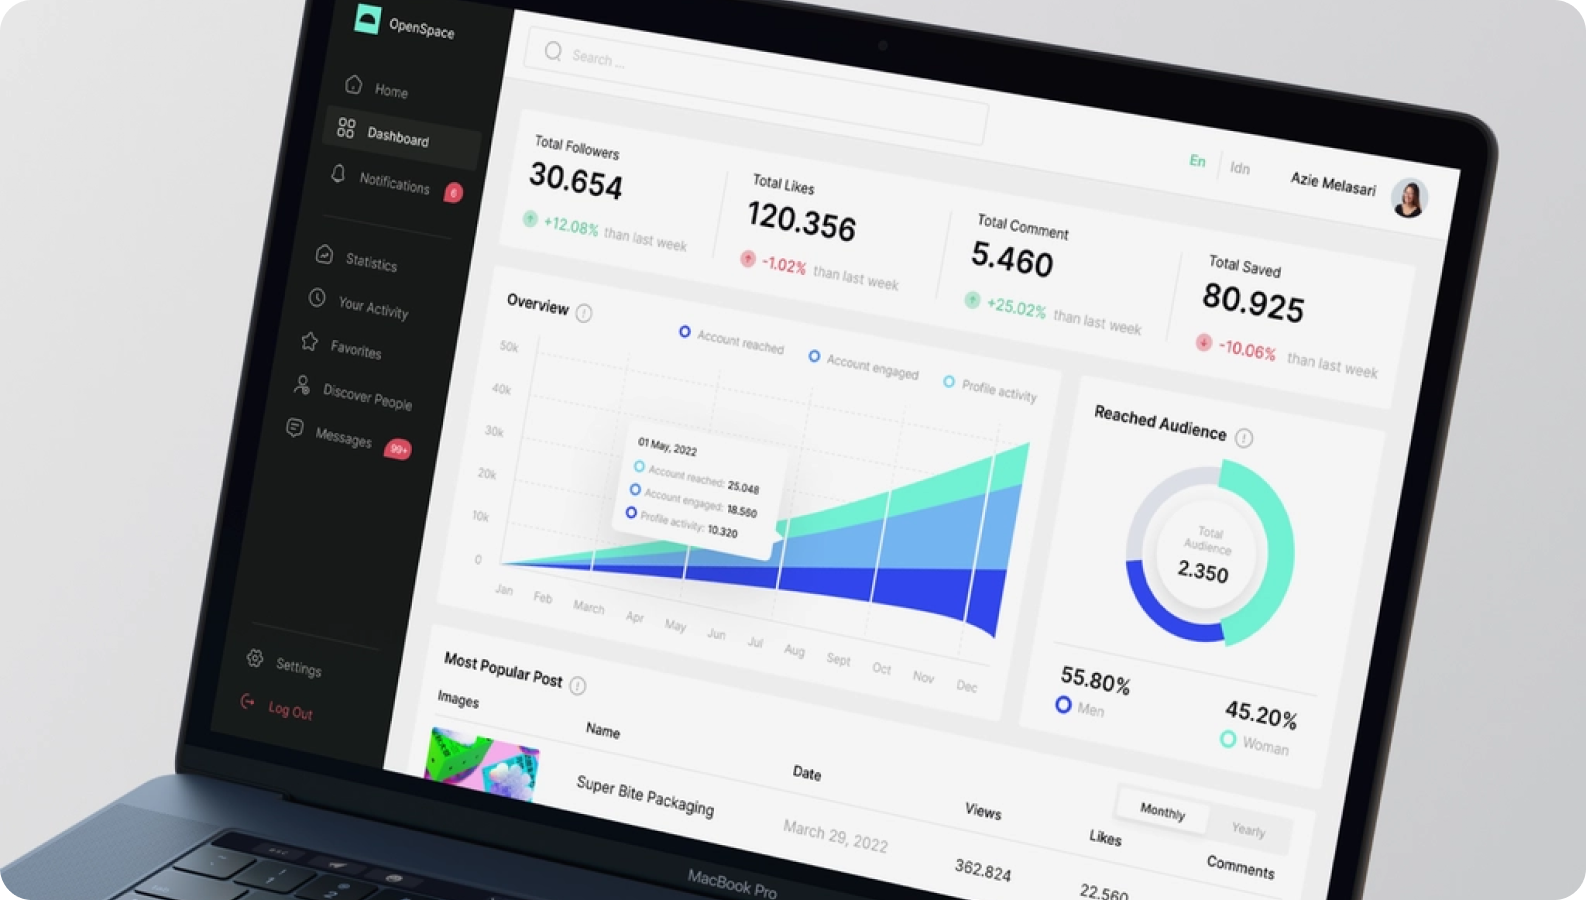 OpenSpace
Home
Dashboard
Notifications 6
Statistics
Your Activity
Favorites
Discover People
Messages 99+
Settings
Log Out
Search ...
En | Idn
Azie Melasari
Total Followers
30.654
+12.08% than last week
Total Likes
120.356
-1.02% than last week
Total Comment
5.460
+25.02% than last week
Total Saved
80.925
-10.06% than last week
Overview
Account reached
Account engaged
Profile activity
50k
40k
30k
20k
10k
0
01 May, 2022
Account reached: 25.048
Account engaged: 18.560
Profile activity: 10.320
Jan Feb March Apr May Jun Jul Aug Sept Oct Nov Dec
Reached Audience
Total
Audience
2.350
55.80%
Men
45.20%
Woman
Most Popular Post
Monthly Yearly
Images Name Date Views Likes Comments
Super Bite Packaging March 29, 2022 362.824 22.560
MacBook Pro